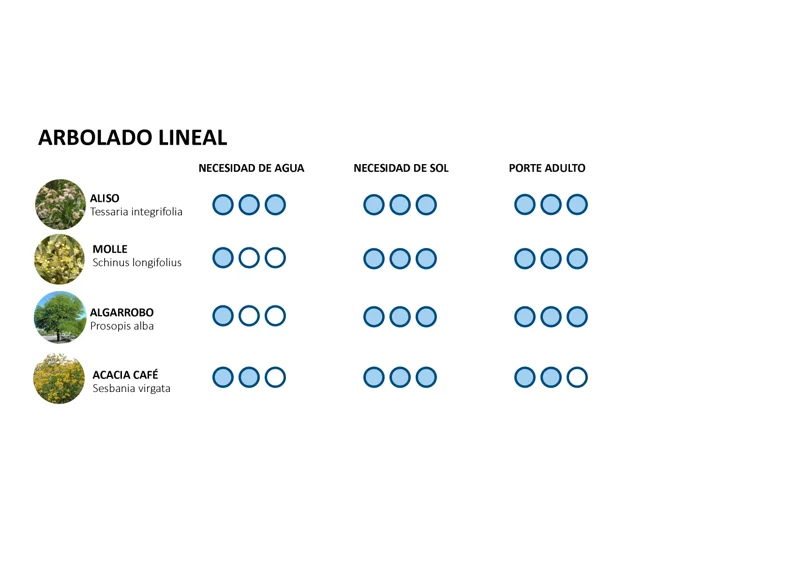 ARBOLADO LINEAL
NECESIDAD DE AGUA
NECESIDAD DE SOL
PORTE ADULTO
ALISO
Tessaria integrifolia
MOLLE
Schinus longifolius
ALGARROBO
Prosopis alba
ACACIA CAFÉ
Sesbania virgata